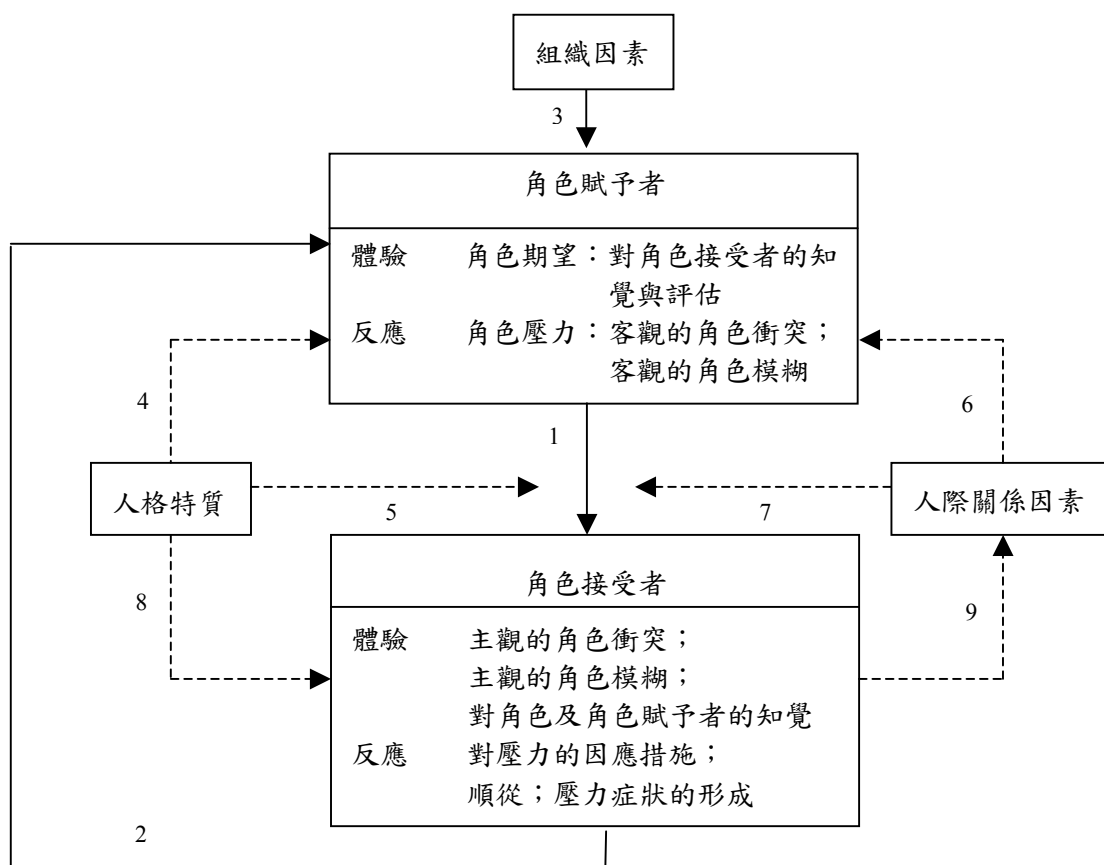 組織因素
3
角色賦予者
體驗 角色期望：對角色接受者的知
覺與評估
反應 角色壓力：客觀的角色衝突；
客觀的角色模糊
4
6
1
人格特質
人際關係因素
5
7
角色接受者
8
9
體驗 主觀的角色衝突；
主觀的角色模糊；
對角色及角色賦予者的知覺
反應 對壓力的因應措施；
順從；壓力症狀的形成
2